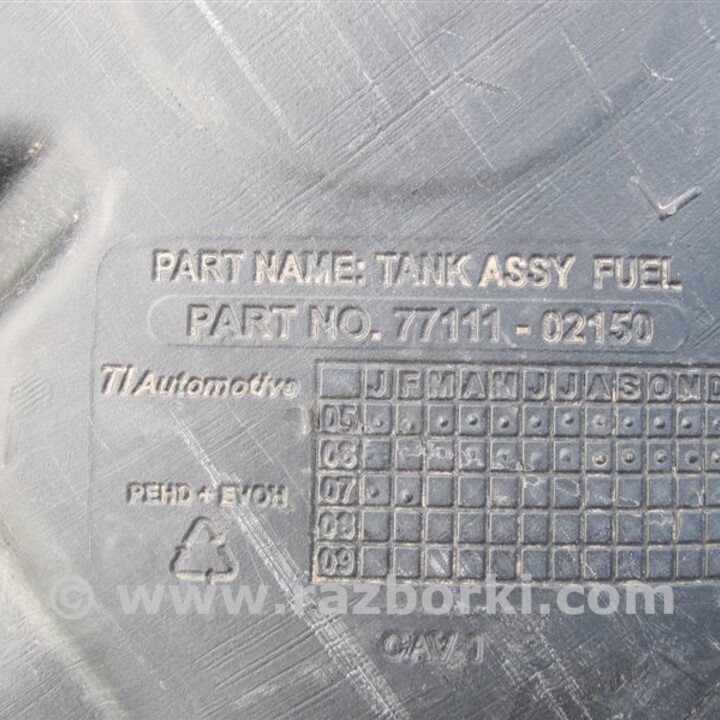 PART NAME: TANK ASSY FUEL
PART NO. 77111-02150
TI Automotive
J F M A M J J A S O N D
05
06
07
08
09
PEHD + EVOH
© www.razborki.com
CAV.1